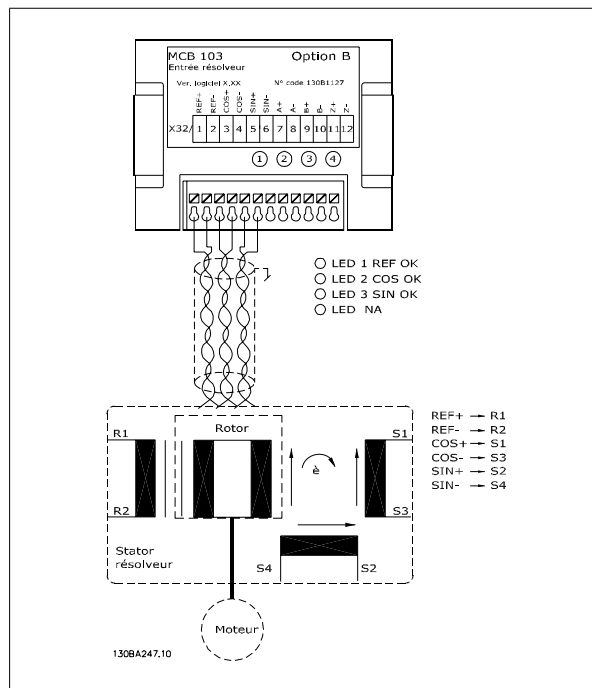 MCB 103 Option B
Entrée résolveur
Ver. logiciel X.XX N° code 130B1127
REF+ REF- COS+ COS- SIN+ SIN- A+ A- B+ B- Z+ Z-
X32/ 1 2 3 4 5 6 7 8 9 10 11 12
1 2 3 4
LED 1 REF OK
LED 2 COS OK
LED 3 SIN OK
LED NA
REF+ → R1
REF- → R2
COS+ → S1
COS- → S3
SIN+ → S2
SIN- → S4
R1 Rotor S1
è
R2 S3
Stator
résolveur
S4 S2
Moteur
130BA247.10